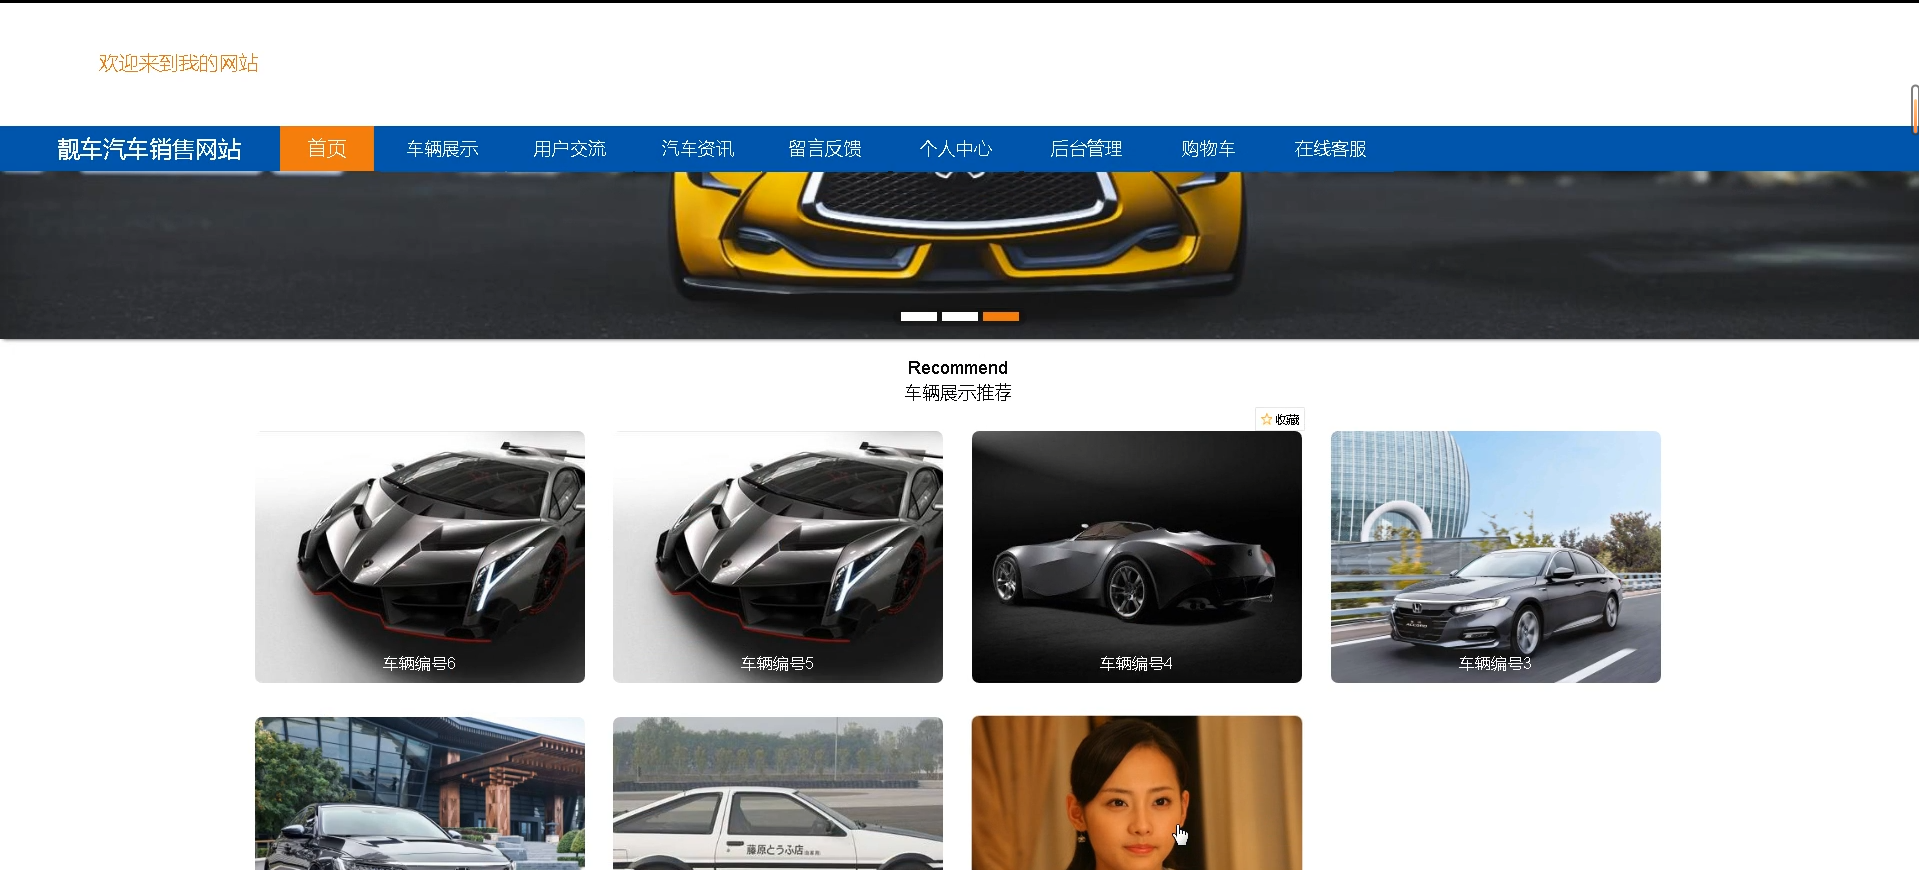 欢迎来到我的网站
靓车汽车销售网站 首页 车辆展示 用户交流 汽车资讯 留言反馈 个人中心 后台管理 购物车 在线客服
Recommend
车辆展示推荐
收藏
车辆编号6 车辆编号5 车辆编号4 车辆编号3
藤原とうふ店